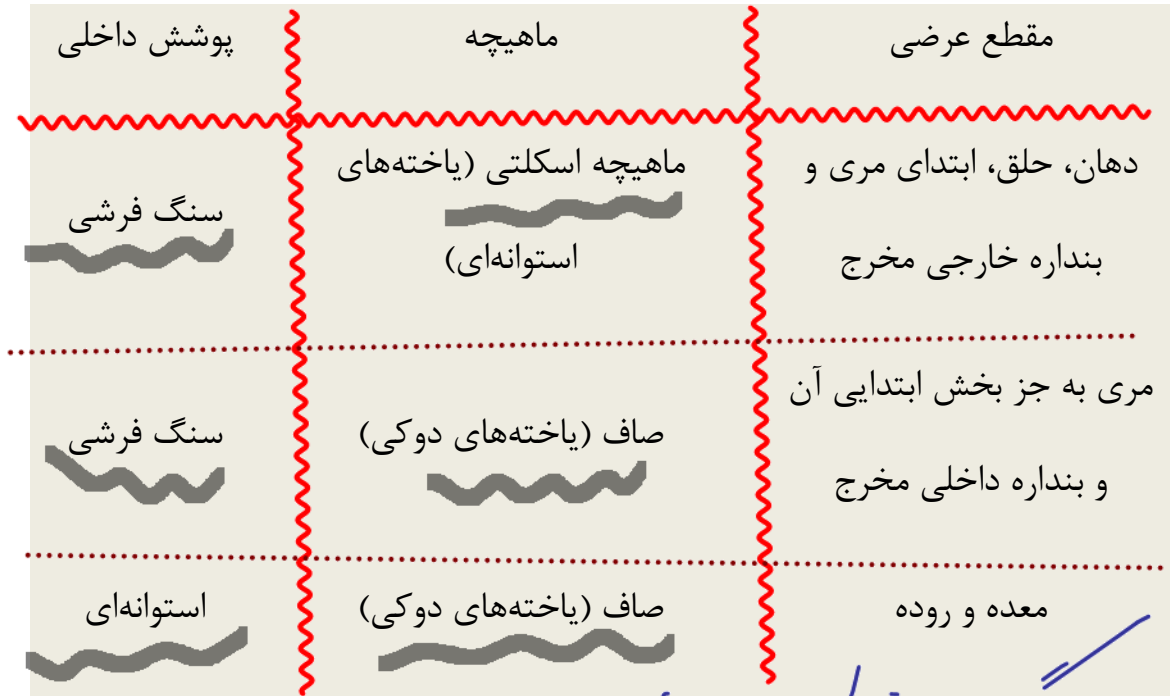 مقطع عرضی ماهیچه پوشش داخلی
دهان، حلق، ابتدای مری و
بنداره خارجی مخرج
ماهیچه اسکلتی (یاخته‌های
استوانه‌ای)
سنگ فرشی
مری به جز بخش ابتدایی آن
و بنداره داخلی مخرج
صاف (یاخته‌های دوکی)
سنگ فرشی
معده و روده
صاف (یاخته‌های دوکی)
استوانه‌ای